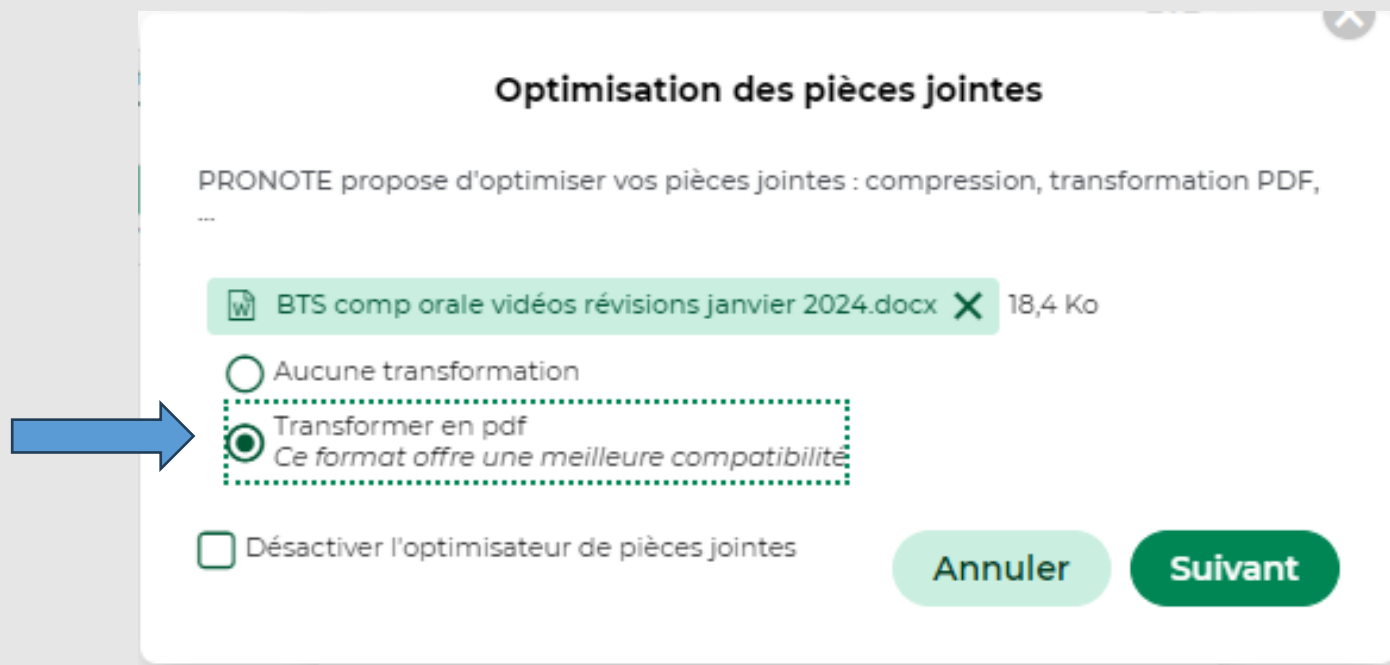 Optimisation des pièces jointes
PRONOTE propose d'optimiser vos pièces jointes : compression, transformation PDF,
...
BTS comp orale vidéos révisions janvier 2024.docx 18,4 Ko
Aucune transformation
Transformer en pdf
Ce format offre une meilleure compatibilité
Désactiver l'optimisateur de pièces jointes
Annuler Suivant